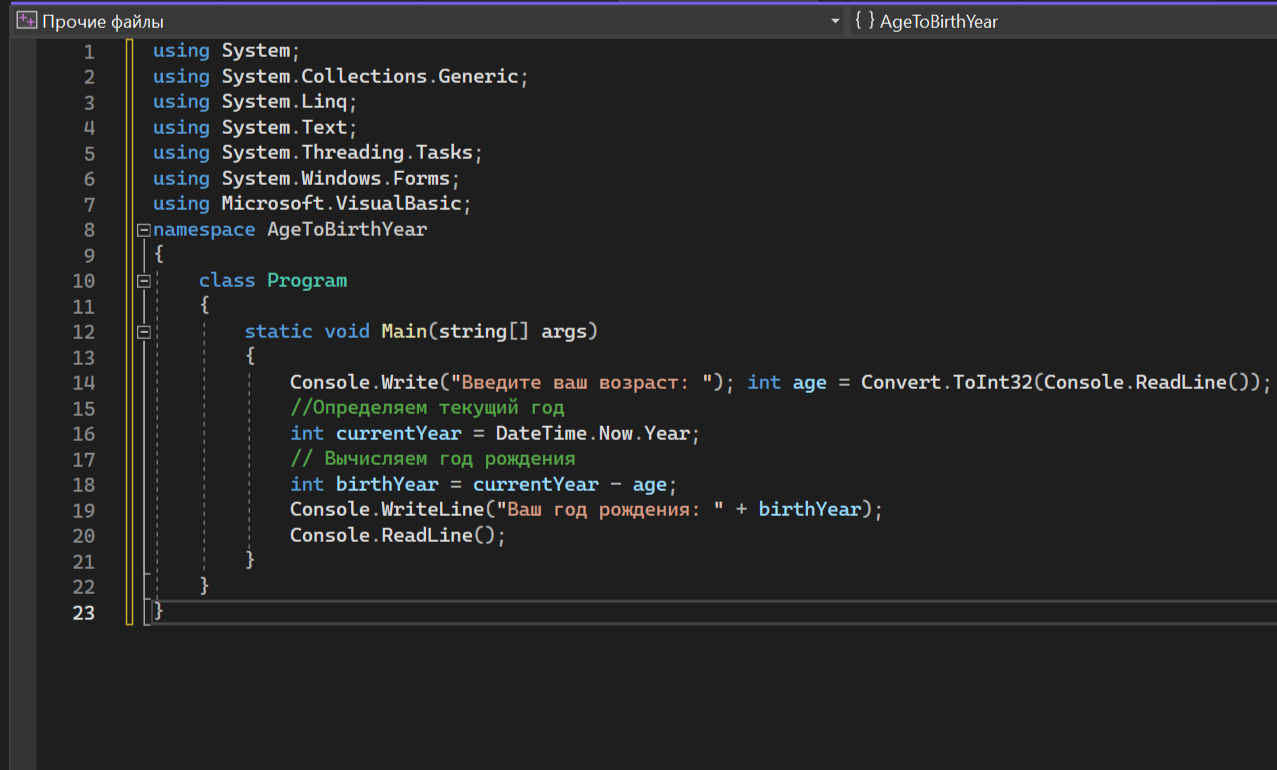 Прочие файлы { } AgeToBirthYear
1 using System;
2 using System.Collections.Generic;
3 using System.Linq;
4 using System.Text;
5 using System.Threading.Tasks;
6 using System.Windows.Forms;
7 using Microsoft.VisualBasic;
8 namespace AgeToBirthYear
9 {
10 class Program
11 {
12 static void Main(string[] args)
13 {
14 Console.Write("Введите ваш возраст: "); int age = Convert.ToInt32(Console.ReadLine());
15 //Определяем текущий год
16 int currentYear = DateTime.Now.Year;
17 // Вычисляем год рождения
18 int birthYear = currentYear - age;
19 Console.WriteLine("Ваш год рождения: " + birthYear);
20 Console.ReadLine();
21 }
22 }
23 }